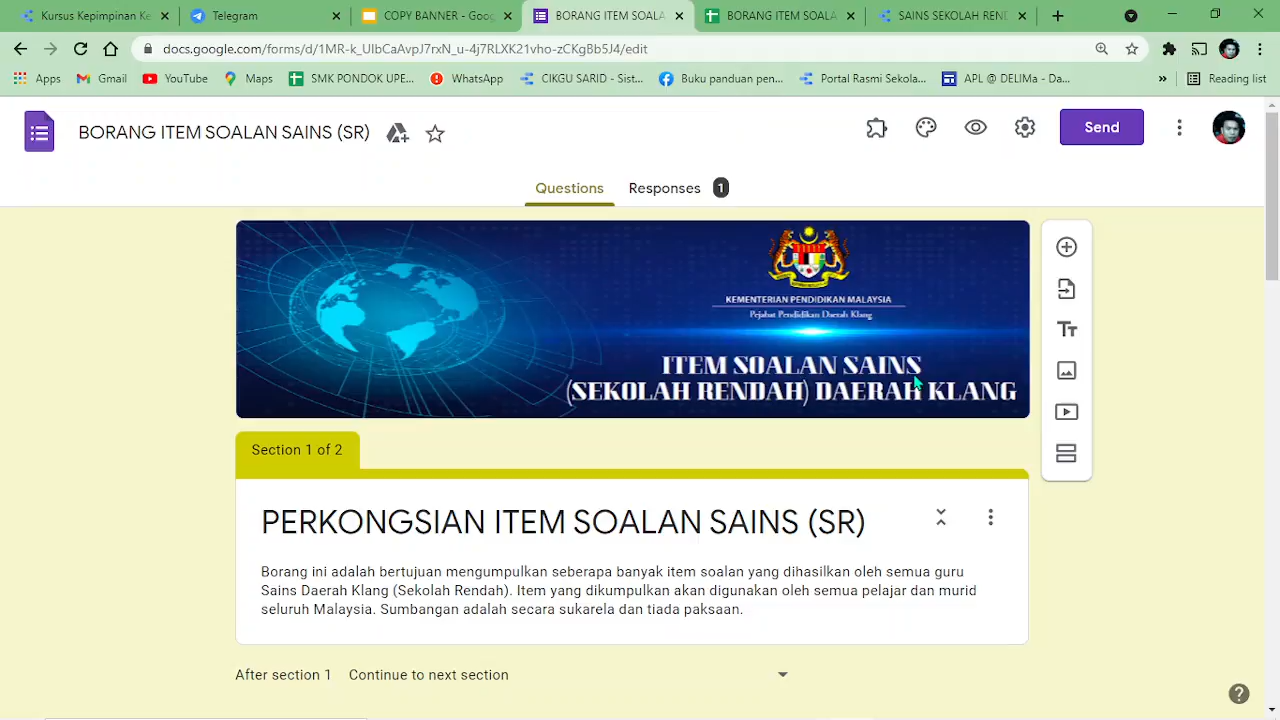 Kursus Kepimpinan Ke
Telegram
COPY BANNER - Goog
BORANG ITEM SOALA
BORANG ITEM SOALA
SAINS SEKOLAH REND
docs.google.com/forms/d/1MR-k_UIbCaAvpJ7rxN_u-4j7RLXK21vho-zCKgBb5J4/edit
Apps
Gmail
YouTube
Maps
SMK PONDOK UPE...
WhatsApp
CIKGU SARID - Sist...
Buku panduan pen...
Portal Rasmi Sekola...
APL @ DELIMa - Da...
»
Reading list
BORANG ITEM SOALAN SAINS (SR)
Send
Questions
Responses 1
KEMENTERIAN PENDIDIKAN MALAYSIA
Pejabat Pendidikan Daerah Klang
ITEM SOALAN SAINS
(SEKOLAH RENDAH) DAERAH KLANG
Section 1 of 2
PERKONGSIAN ITEM SOALAN SAINS (SR)
Borang ini adalah bertujuan mengumpulkan seberapa banyak item soalan yang dihasilkan oleh semua guru
Sains Daerah Klang (Sekolah Rendah). Item yang dikumpulkan akan digunakan oleh semua pelajar dan murid
seluruh Malaysia. Sumbangan adalah secara sukarela dan tiada paksaan.
After section 1 Continue to next section